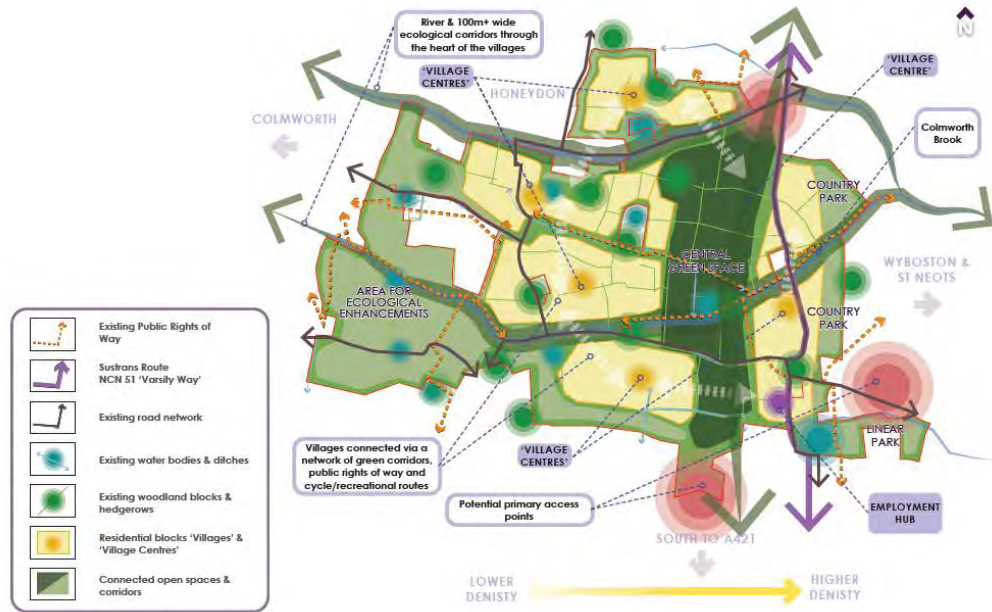 River & 100m+ wide
ecological corridors through
the heart of the villages
N
'VILLAGE
CENTRES'
HONEYDON
'VILLAGE
CENTRE'
COLMWORTH
Colmworth
Brook
COUNTRY
PARK
CENTRAL
GREEN SPACE
WYBOSTON &
ST NEOTS
AREA FOR
ECOLOGICAL
ENHANCEMENTS
COUNTRY
PARK
LINEAR
PARK
Villages connected via a
network of green corridors,
public rights of way and
cycle/recreational routes
'VILLAGE
CENTRES'
Potential primary access
points
EMPLOYMENT
HUB
SOUTH TO A421
LOWER
DENISTY
HIGHER
DENISTY
Existing Public Rights of
Way
Sustrans Route
NCN 51 'Varsity Way'
Existing road network
Existing water bodies & ditches
Existing woodland blocks &
hedgerows
Residential blocks 'Villages' &
'Village Centres'
Connected open spaces &
corridors